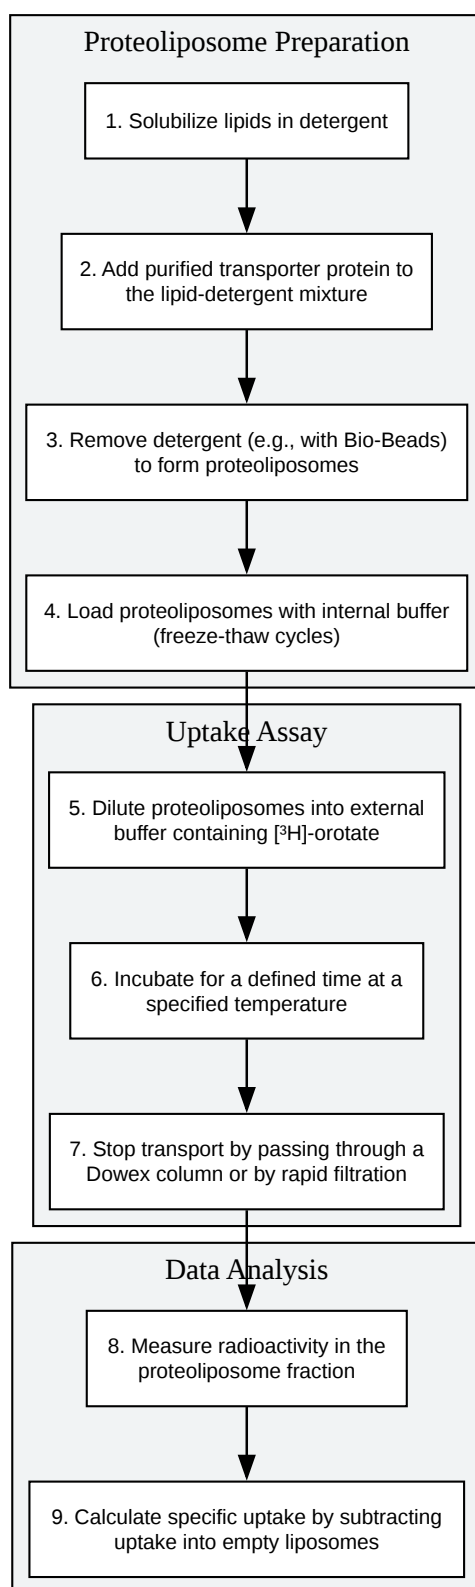 Proteoliposome Preparation
1. Solubilize lipids in detergent
2. Add purified transporter protein to
the lipid-detergent mixture
3. Remove detergent (e.g., with Bio-Beads)
to form proteoliposomes
4. Load proteoliposomes with internal buffer
(freeze-thaw cycles)
Uptake Assay
5. Dilute proteoliposomes into external
buffer containing [³H]-orotate
6. Incubate for a defined time at a
specified temperature
7. Stop transport by passing through a
Dowex column or by rapid filtration
Data Analysis
8. Measure radioactivity in the
proteoliposome fraction
9. Calculate specific uptake by subtracting
uptake into empty liposomes